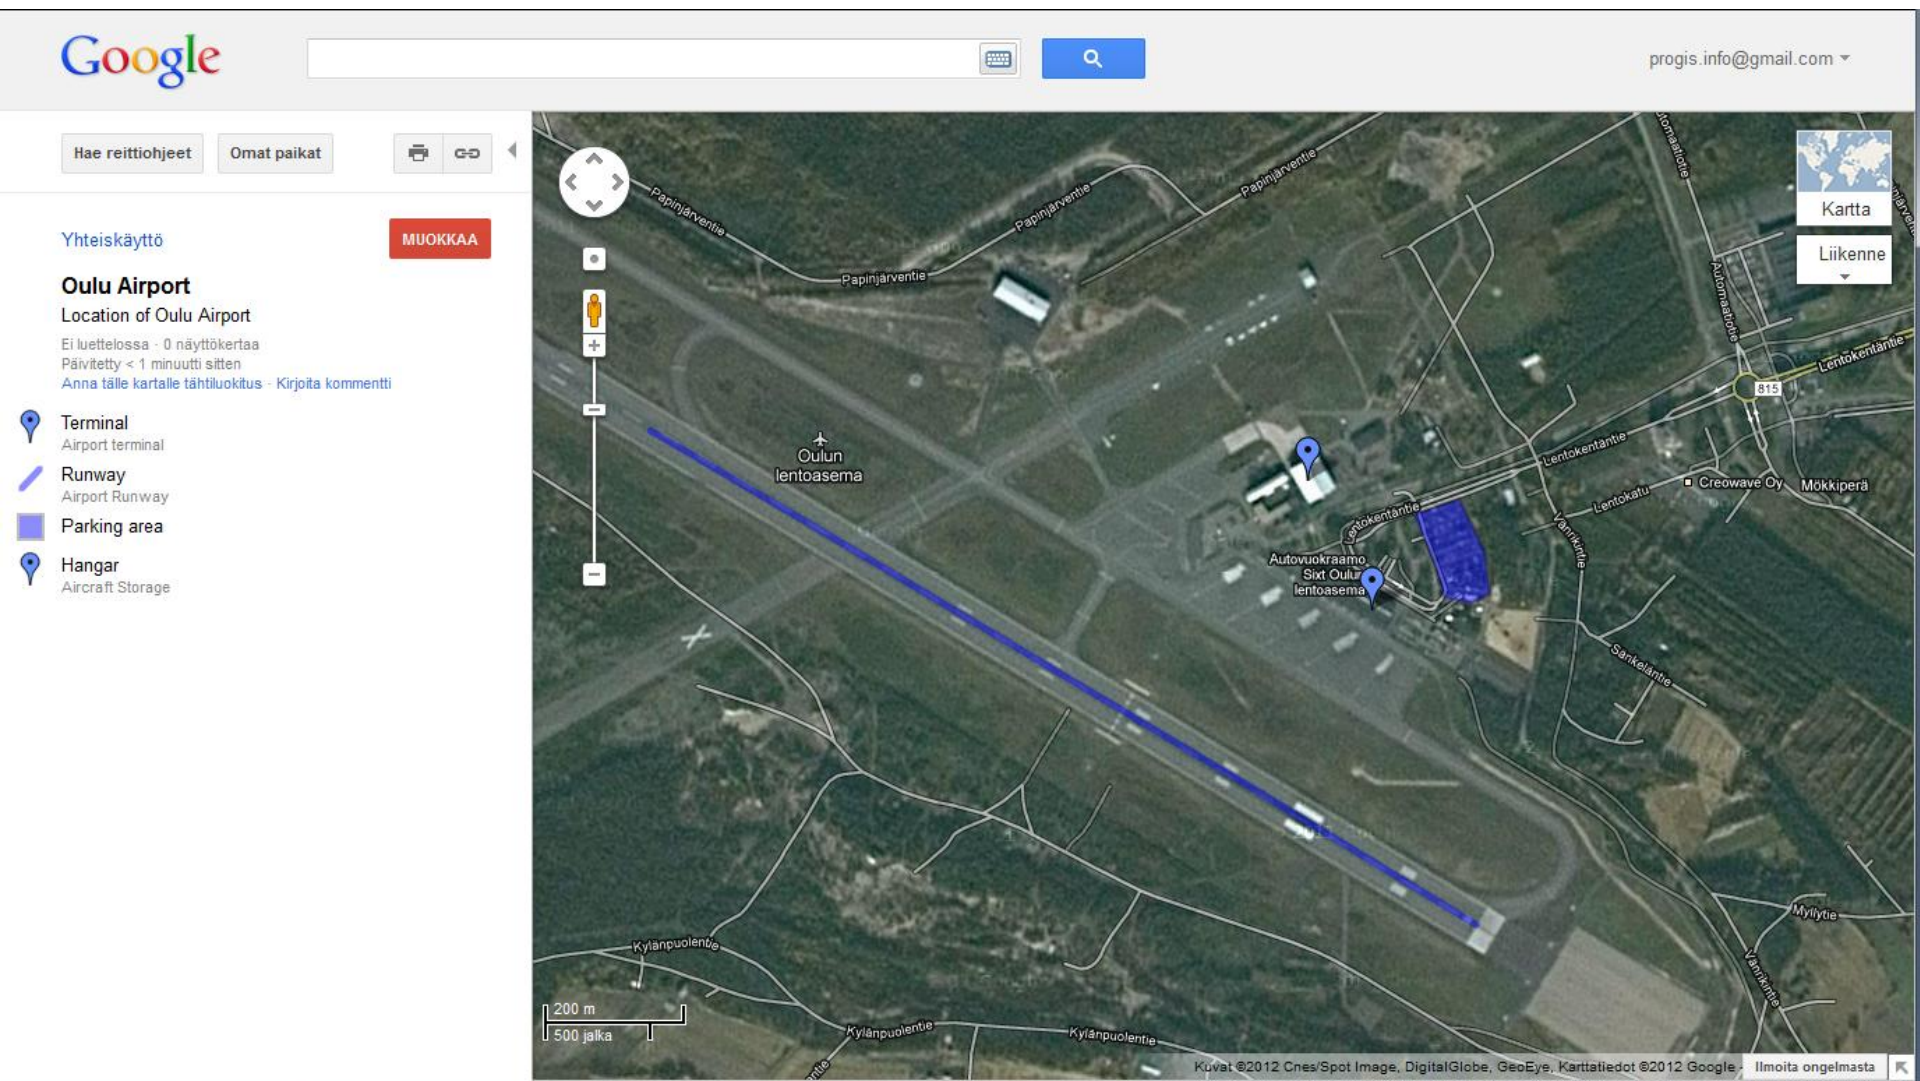 Google
progis.info@gmail.com
Hae reittiohjeet
Omat paikat
Yhteiskäyttö
MUOKKAA
Oulu Airport
Location of Oulu Airport
Ei luettelossa - 0 näyttökertaa
Päivitetty < 1 minuutti sitten
Anna tälle kartalle tähtiluokitus - Kirjoita kommentti
Terminal
Airport terminal
Runway
Airport Runway
Parking area
Hangar
Aircraft Storage
Kartta
Liikenne
Papinjärventie
Papinjärventie
Papinjärventie
Papinjärventie
Automaatiotie
Lentokentäntie
815
Oulun
lentoasema
Lentokentäntie
Creowave Oy
Mökkiperä
Lentokatu
Lentokentäntie
Vännikintie
Autovuokraamo
Sixt Oulun
lentoasema
Sankeläntie
Myllytie
Vännikintie
Kylänpuolentie
Kylänpuolentie
Kylänpuolentie
200 m
500 jalka
Kuvat ©2012 Cnes/Spot Image, DigitalGlobe, GeoEye, Karttatiedot ©2012 Google -
Ilmoita ongelmasta